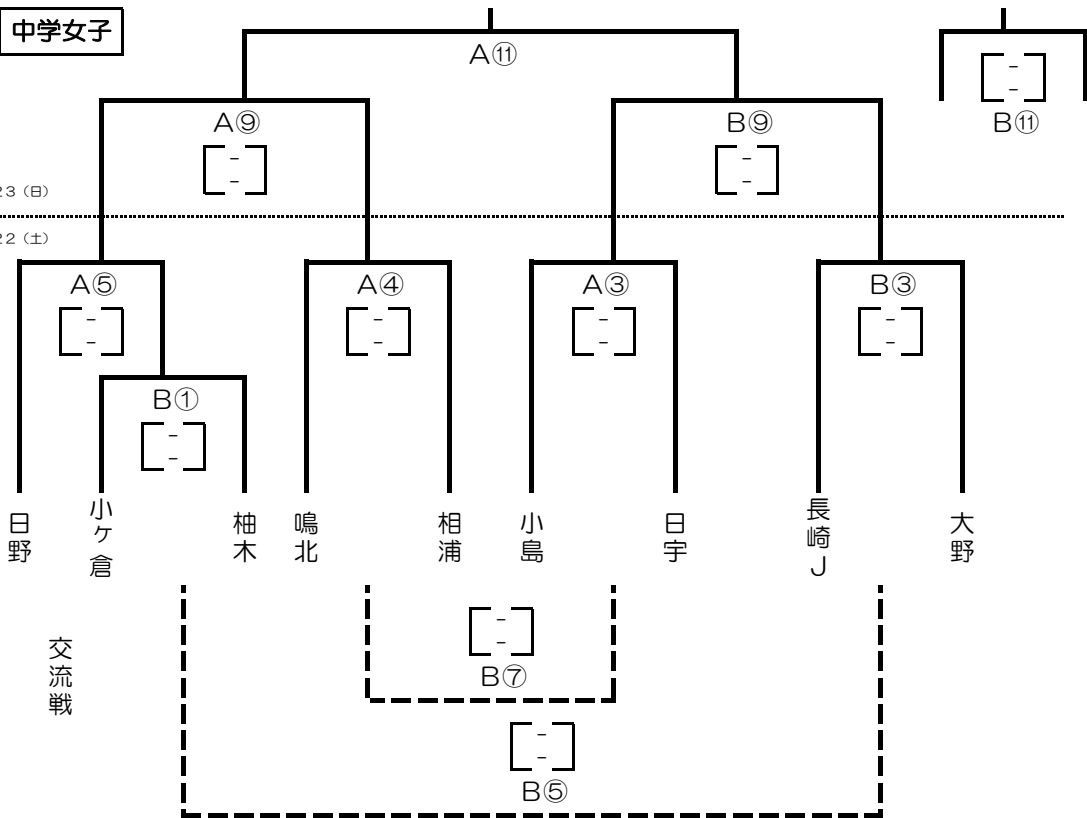 中学女子
A⑪
B⑪
A⑨
B⑨
23（日）
22（土）
A⑤
A④
A③
B③
B①
日野
小ヶ倉
柚木
鳴北
相浦
小島
日宇
長崎J
大野
交流戦
B⑦
B⑤